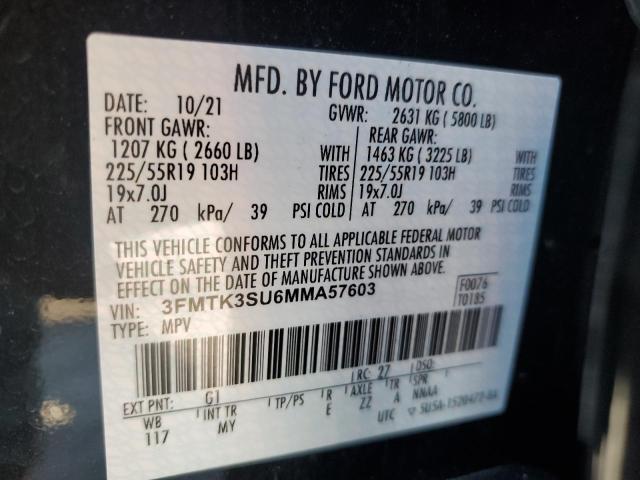 MFD. BY FORD MOTOR CO.
DATE: 10/21 GVWR: 2631 KG ( 5800 LB)
FRONT GAWR: REAR GAWR:
1207 KG ( 2660 LB) WITH 1463 KG ( 3225 LB) WITH
225/55R19 103H TIRES 225/55R19 103H TIRES
19x7.0J RIMS 19x7.0J RIMS
AT 270 kPa/ 39 PSI COLD AT 270 kPa/ 39 PSI COLD
THIS VEHICLE CONFORMS TO ALL APPLICABLE FEDERAL MOTOR
VEHICLE SAFETY AND THEFT PREVENTION STANDARDS IN
EFFECT ON THE DATE OF MANUFACTURE SHOWN ABOVE.
F0076
T0185
VIN: 3FMTK3SU6MMA57603
TYPE: MPV
RC: 27 DSO:
EXT PNT: G1 TP/PS R AXLE TR SPR
WB INT TR E ZZ A NNAA
117 MY UTC